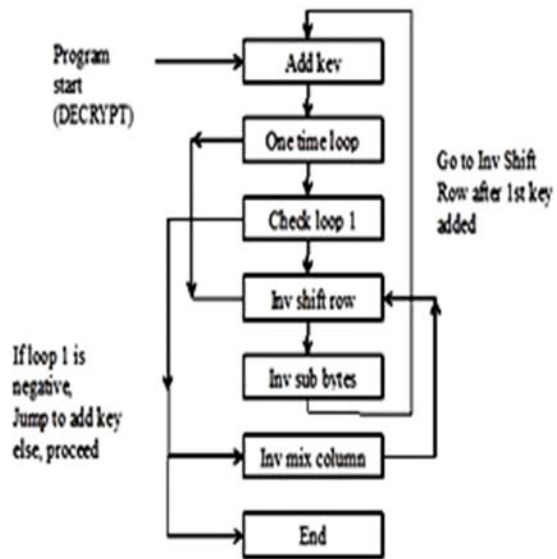 Program
start
(DECRYPT)
Add key
One time loop
Check loop 1
Inv shift row
Inv sub bytes
Inv mix column
End
Go to Inv Shift
Row after 1st key
added
If loop 1 is
negative,
Jump to add key
else, proceed